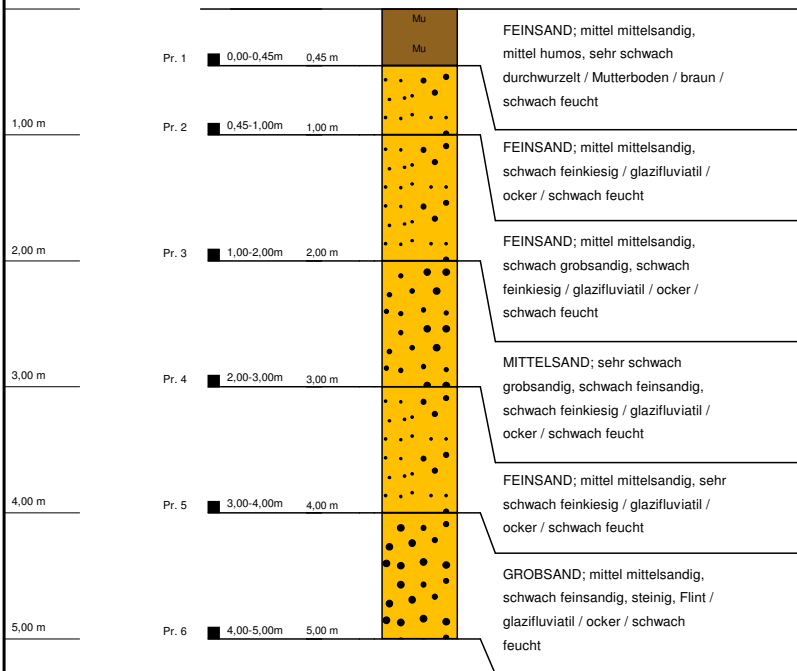 Mu
Mu
Pr. 1 0,00-0,45m 0,45 m
FEINSAND; mittel mittelsandig,
mittel humos, sehr schwach
durchwurzelt / Mutterboden / braun /
schwach feucht
1,00 m Pr. 2 0,45-1,00m 1,00 m
FEINSAND; mittel mittelsandig,
schwach feinkiesig / glazifluviatil /
ocker / schwach feucht
2,00 m Pr. 3 1,00-2,00m 2,00 m
FEINSAND; mittel mittelsandig,
schwach grobsandig, schwach
feinkiesig / glazifluviatil / ocker /
schwach feucht
3,00 m Pr. 4 2,00-3,00m 3,00 m
MITTELSAND; sehr schwach
grobsandig, schwach feinsandig,
schwach feinkiesig / glazifluviatil /
ocker / schwach feucht
4,00 m Pr. 5 3,00-4,00m 4,00 m
FEINSAND; mittel mittelsandig, sehr
schwach feinkiesig / glazifluviatil /
ocker / schwach feucht
5,00 m Pr. 6 4,00-5,00m 5,00 m
GROBSAND; mittel mittelsandig,
schwach feinsandig, steinig, Flint /
glazifluviatil / ocker / schwach
feucht